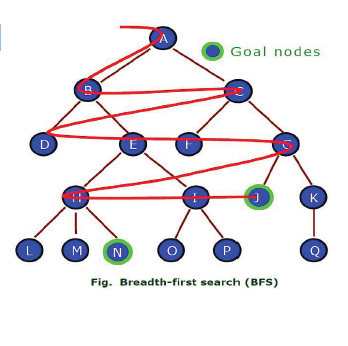 A
Goal nodes
B C
D E F G
H I J K
L M N O P Q
Fig. Breadth-first search (BFS)